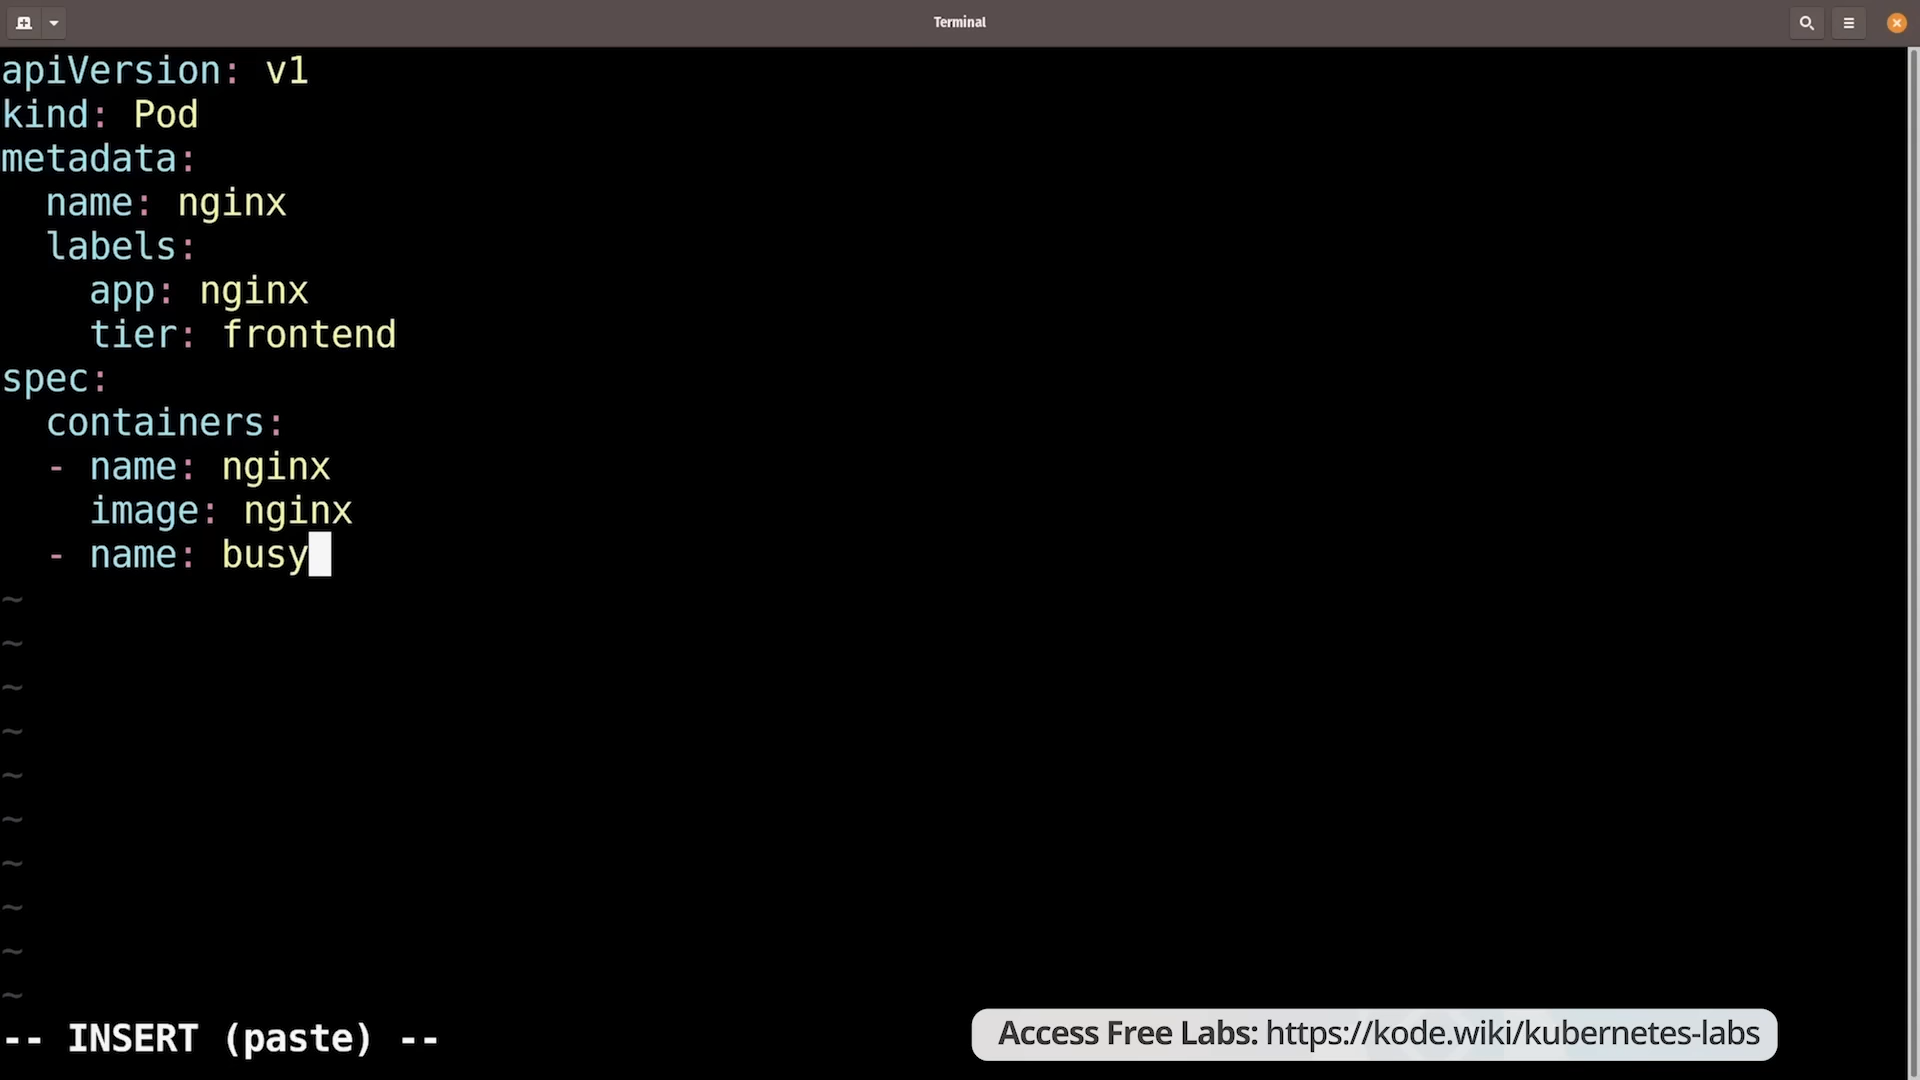 Terminal
apiVersion: v1
kind: Pod
metadata:
  name: nginx
  labels:
    app: nginx
    tier: frontend
spec:
  containers:
  - name: nginx
    image: nginx
  - name: busy
~
~
~
~
~
~
~
~
~
~
-- INSERT (paste) --
Access Free Labs: https://kode.wiki/kubernetes-labs